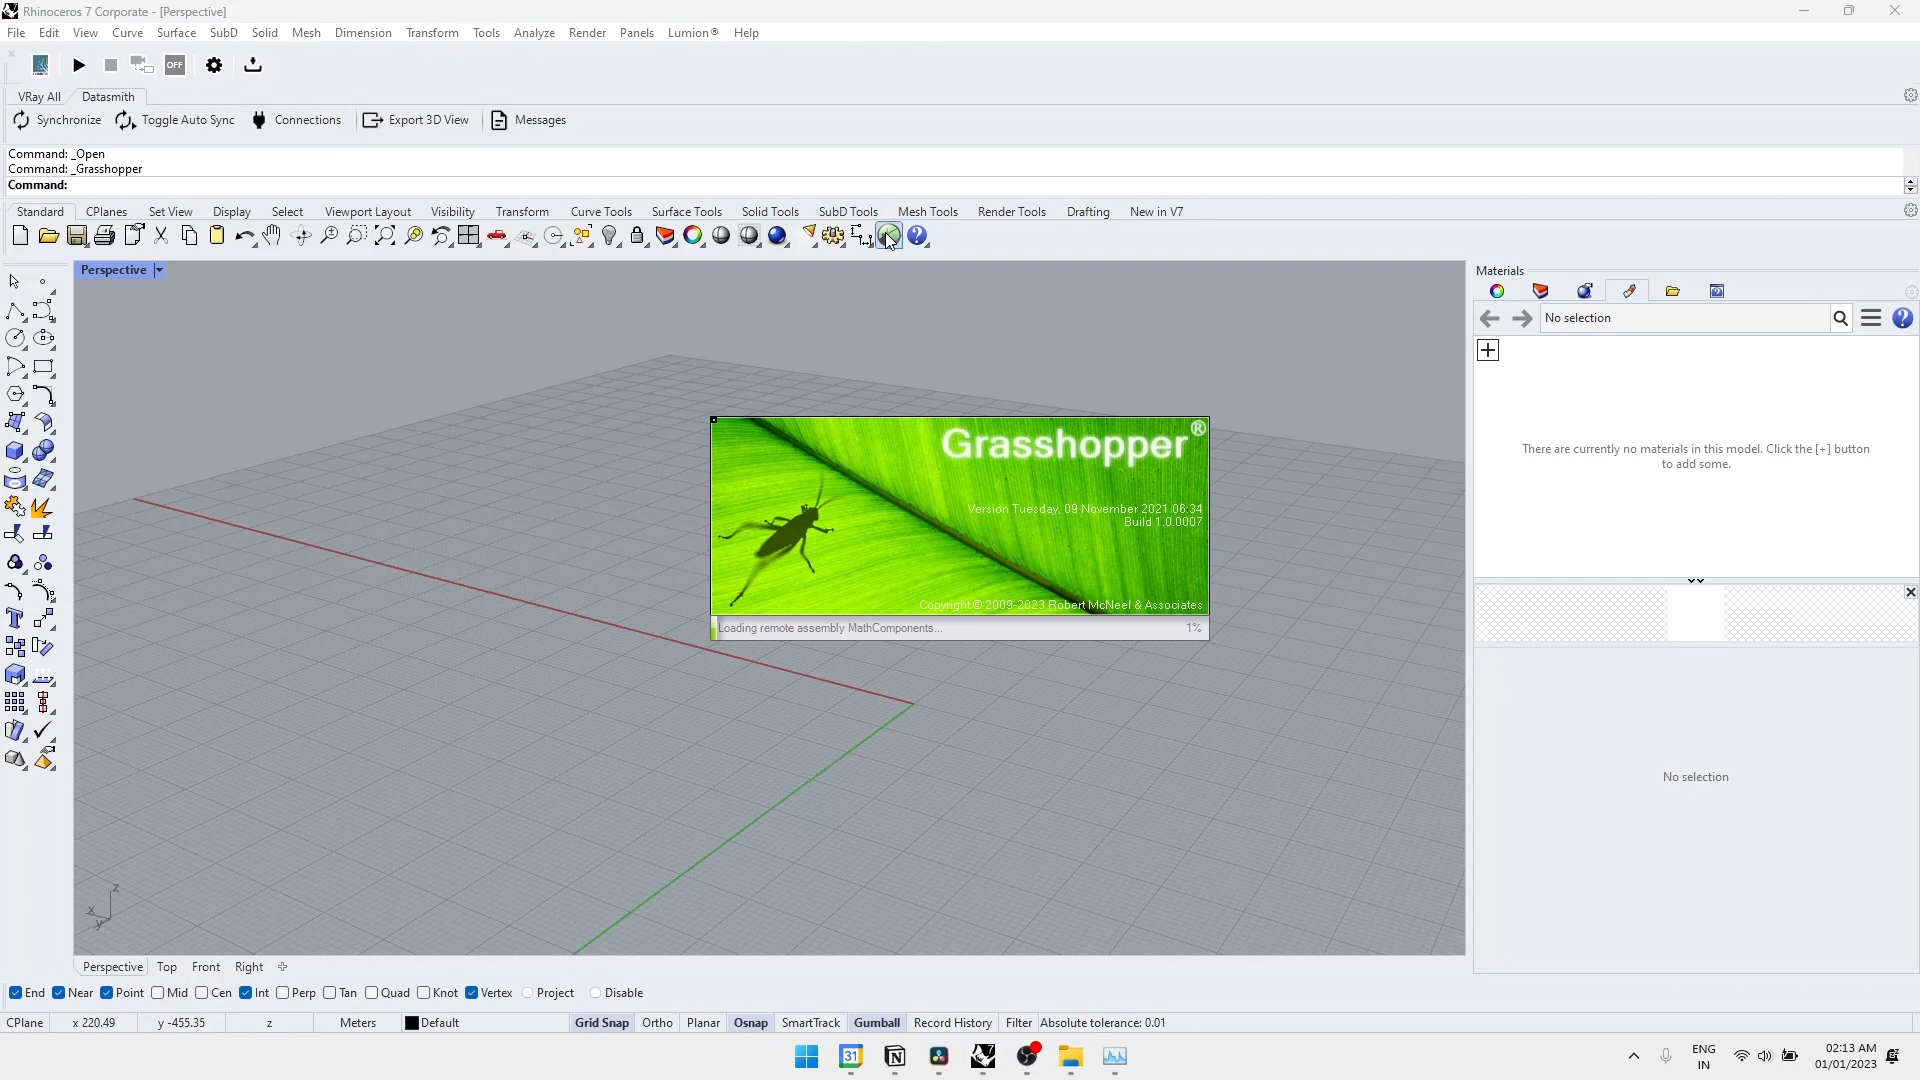 Rhinoceros 7 Corporate - [Perspective]
File Edit View Curve Surface SubD Solid Mesh Dimension Transform Tools Analyze Render Panels Lumion® Help
OFF
VRay All Datasmith
Synchronize Toggle Auto Sync Connections Export 3D View Messages
Command: _Open
Command: _Grasshopper
Command:
Standard CPlanes Set View Display Select Viewport Layout Visibility Transform Curve Tools Surface Tools Solid Tools SubD Tools Mesh Tools Render Tools Drafting New in V7
Perspective
Materials
No selection
There are currently no materials in this model. Click the [+] button
to add some.
Grasshopper®
Version Tuesday, 09 November 2021 06:34
Build 1.0.0007
Copyright © 2009-2023 Robert McNeel & Associates
Loading remote assembly MathComponents... 1%
No selection
z
x
y
Perspective Top Front Right
End Near Point Mid Cen Int Perp Tan Quad Knot Vertex Project Disable
CPlane x 220.49 y -455.35 z Meters Default Grid Snap Ortho Planar Osnap SmartTrack Gumball Record History Filter Absolute tolerance: 0.01
31
ENG
IN
02:13 AM
01/01/2023